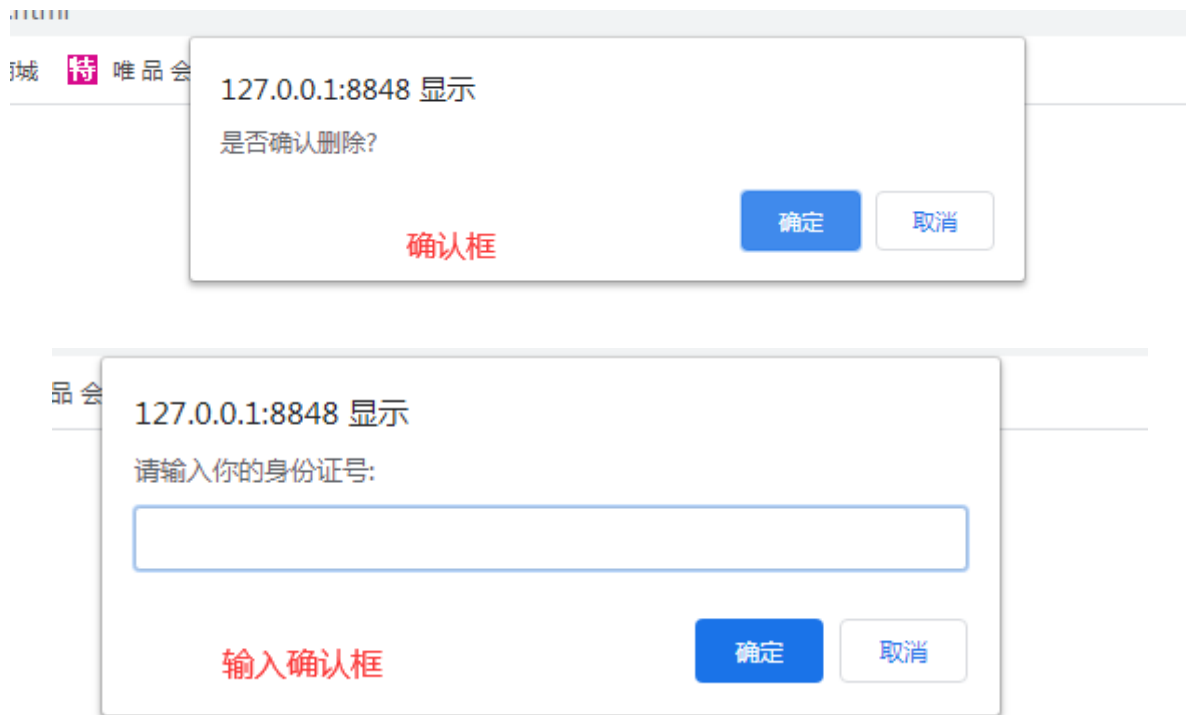 城 特 唯品会
127.0.0.1:8848 显示
是否确认删除?
确定 取消
确认框
品会
127.0.0.1:8848 显示
请输入你的身份证号:
确定 取消
输入确认框